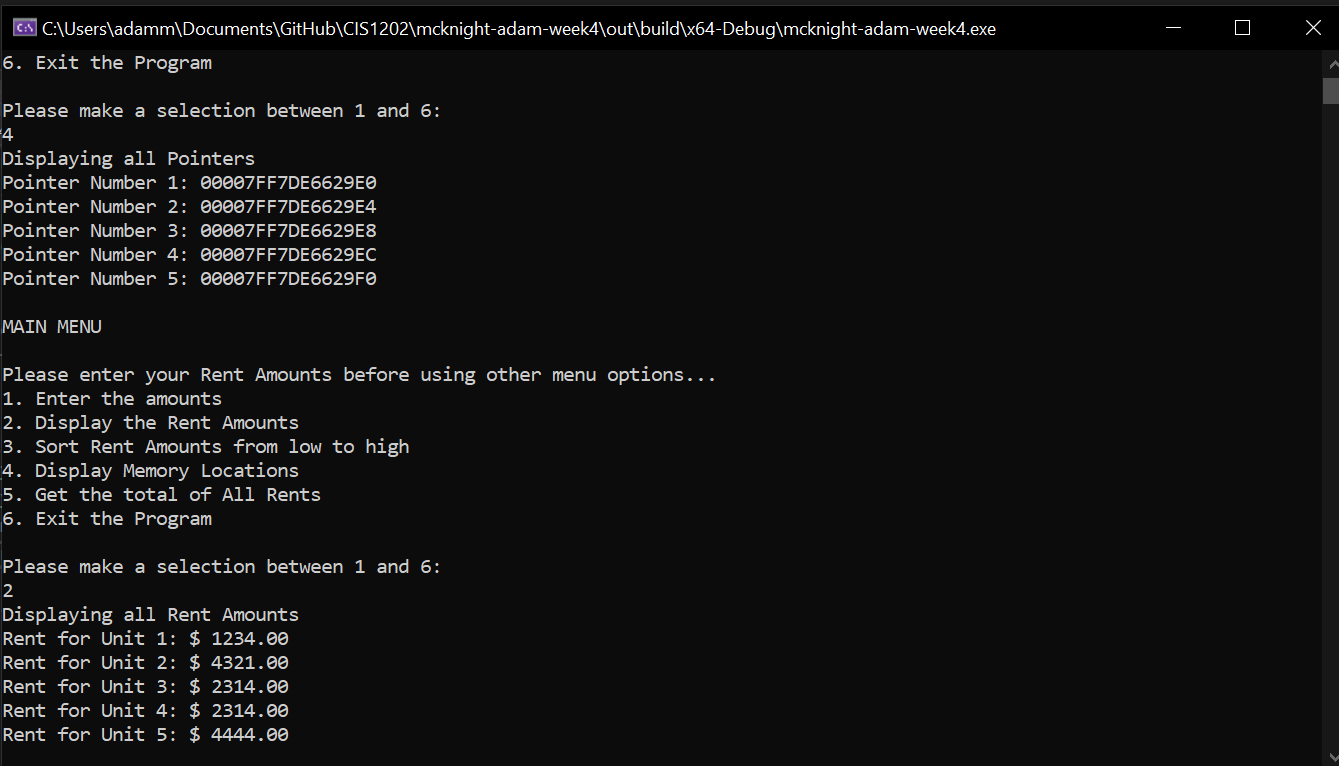 C:\Users\adamm\Documents\GitHub\CIS1202\mcknight-adam-week4\out\build\x64-Debug\mcknight-adam-week4.exe
6. Exit the Program
Please make a selection between 1 and 6:
4
Displaying all Pointers
Pointer Number 1: 00007FF7DE6629E0
Pointer Number 2: 00007FF7DE6629E4
Pointer Number 3: 00007FF7DE6629E8
Pointer Number 4: 00007FF7DE6629EC
Pointer Number 5: 00007FF7DE6629F0
MAIN MENU
Please enter your Rent Amounts before using other menu options...
1. Enter the amounts
2. Display the Rent Amounts
3. Sort Rent Amounts from low to high
4. Display Memory Locations
5. Get the total of All Rents
6. Exit the Program
Please make a selection between 1 and 6:
2
Displaying all Rent Amounts
Rent for Unit 1: $ 1234.00
Rent for Unit 2: $ 4321.00
Rent for Unit 3: $ 2314.00
Rent for Unit 4: $ 2314.00
Rent for Unit 5: $ 4444.00